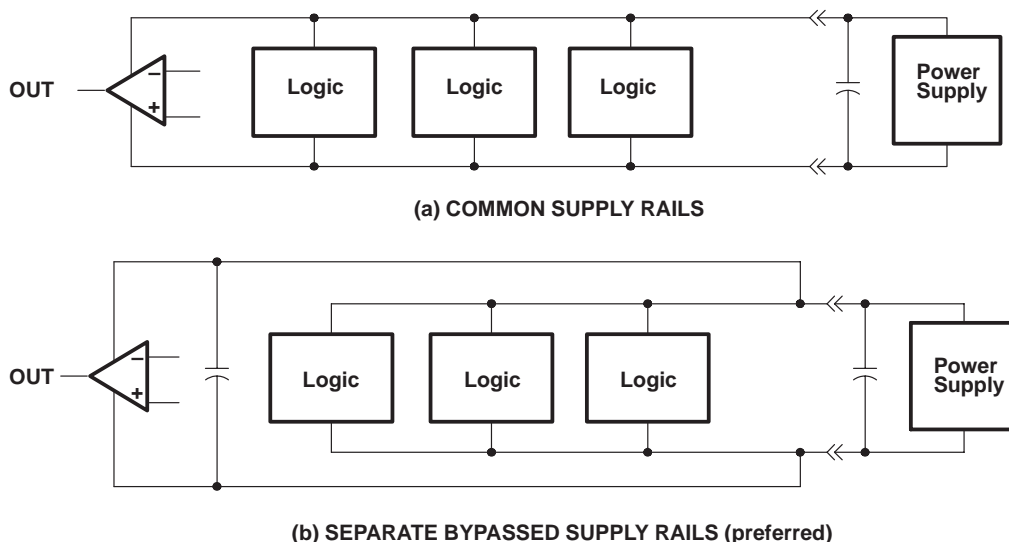 OUT
−
+
Logic
Logic
Logic
Power
Supply
(a) COMMON SUPPLY RAILS
OUT
−
+
Logic
Logic
Logic
Power
Supply
(b) SEPARATE BYPASSED SUPPLY RAILS (preferred)